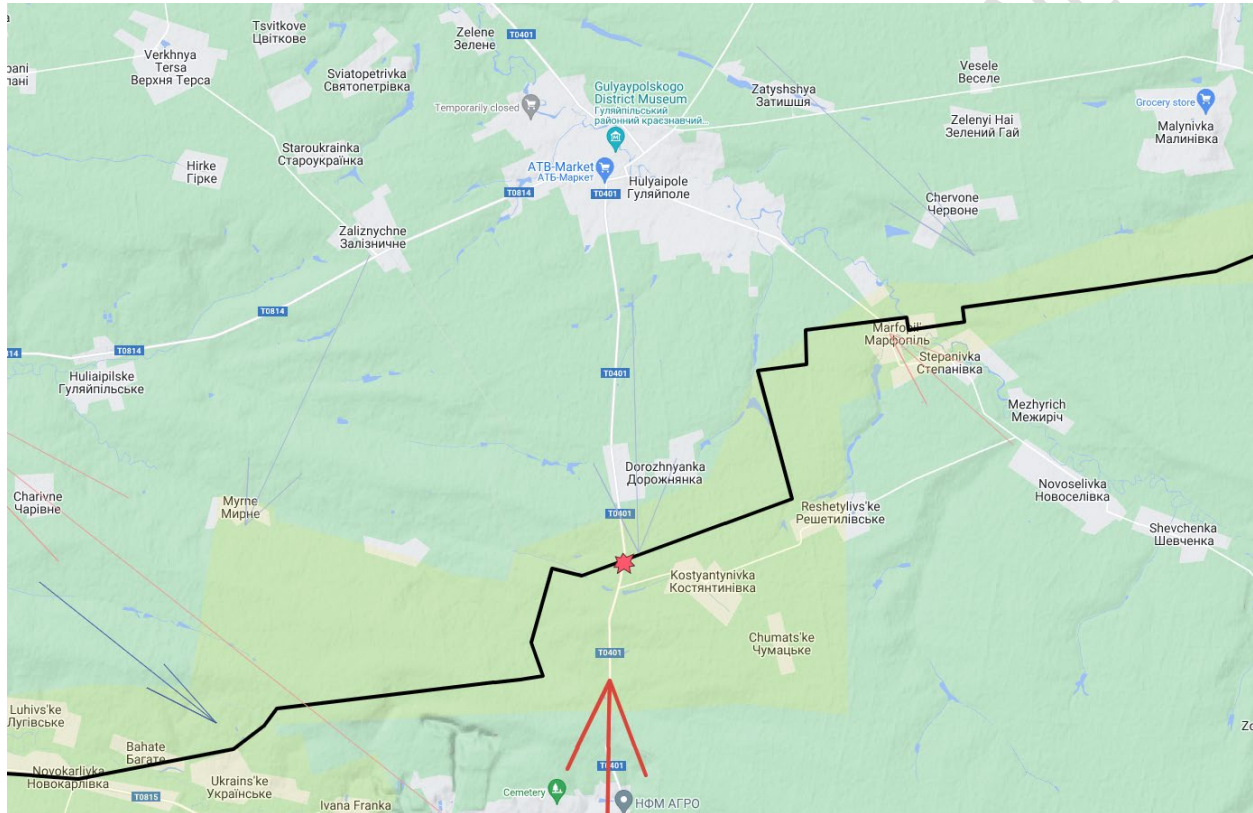 Tsvitkove
Цвіткове
Zelene
Зелене
T0401
Verkhnya
Tersa
Верхня Терса
Sviatopetrivka
Святопетрівка
Temporarily closed
Gulyaypolskogo
District Museum
Гуляйпільський
районний краєзнавчий...
Zatyshshya
Затишшя
Vesele
Веселе
Grocery store
Malynivka
Малинівка
Zelenyi Hai
Зелений Гай
Staroukrainka
Староукраїнка
Hirke
Гірке
ATB-Market
АТБ-Маркет
T0814
T0401
Hulyaipole
Гуляйполе
Chervone
Червоне
Zaliznychne
Залізничне
T0814
T0814
Huliaipilske
Гуляйпільське
T0401
Marfopil'
Марфопіль
Stepanivka
Степанівка
Mezhyrich
Межиріч
Dorozhnyanka
Дорожнянка
Charivne
Чарівне
Myrne
Мирне
T0401
Reshetylivs'ke
Решетилівське
Novoselivka
Новоселівка
Shevchenka
Шевченка
Kostyantynivka
Костянтинівка
Chumats'ke
Чумацьке
T0401
Luhivs'ke
Лугівське
Bahate
Багате
Novokarlivka
Новокарлівка
T0815
Ukrains'ke
Українське
Ivana Franka
T0401
Cemetery
НФМ АГРО